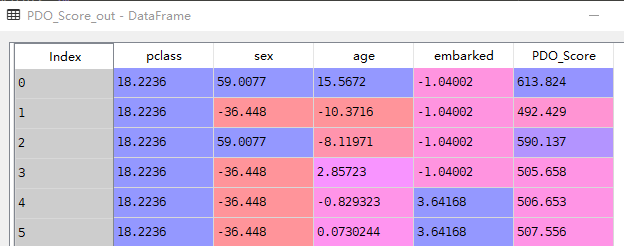 PDO_Score_out - DataFrame
Index pclass sex age embarked PDO_Score
0 18.2236 59.0077 15.5672 -1.04002 613.824
1 18.2236 -36.448 -10.3716 -1.04002 492.429
2 18.2236 59.0077 -8.11971 -1.04002 590.137
3 18.2236 -36.448 2.85723 -1.04002 505.658
4 18.2236 -36.448 -0.829323 3.64168 506.653
5 18.2236 -36.448 0.0730244 3.64168 507.556